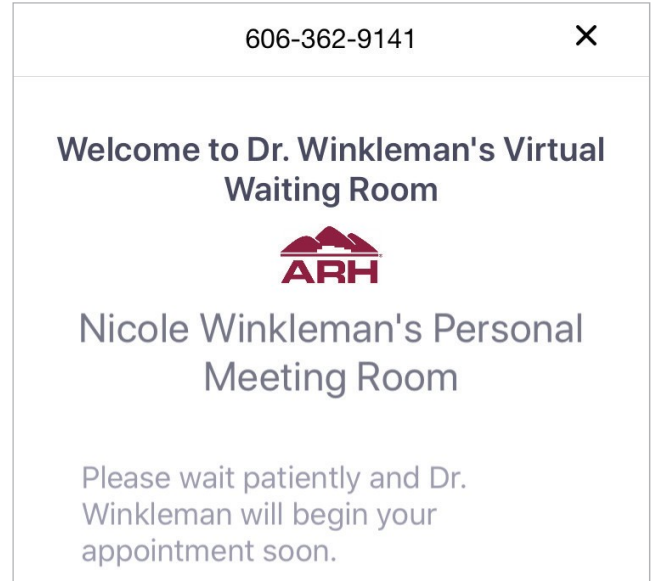 606-362-9141 ×
Welcome to Dr. Winkleman's Virtual
Waiting Room
ARH
Nicole Winkleman's Personal
Meeting Room
Please wait patiently and Dr.
Winkleman will begin your
appointment soon.